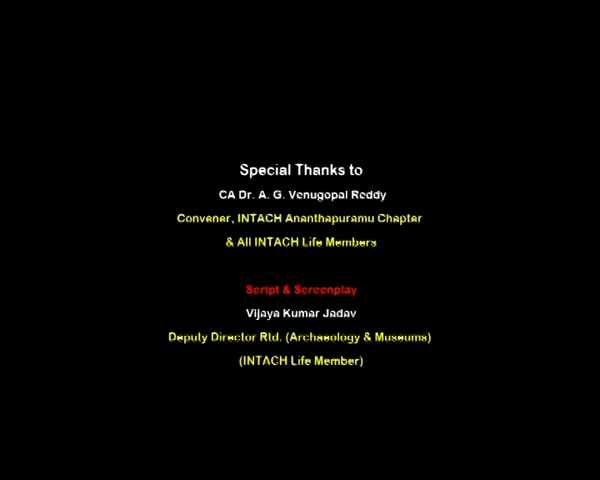 Special Thanks to
CA Dr. A. G. Venugopal Reddy
Convener, INTACH Ananthapuramu Chapter
& All INTACH Life Members
Script & Screenplay
Vijaya Kumar Jadav
Deputy Director Rtd. (Archaeology & Museums)
(INTACH Life Member)